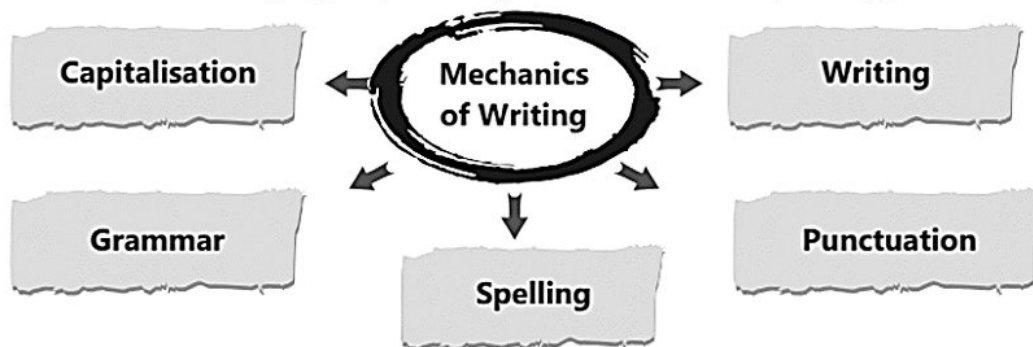 Capitalisation
Mechanics
of Writing
Writing
Grammar
Punctuation
Spelling